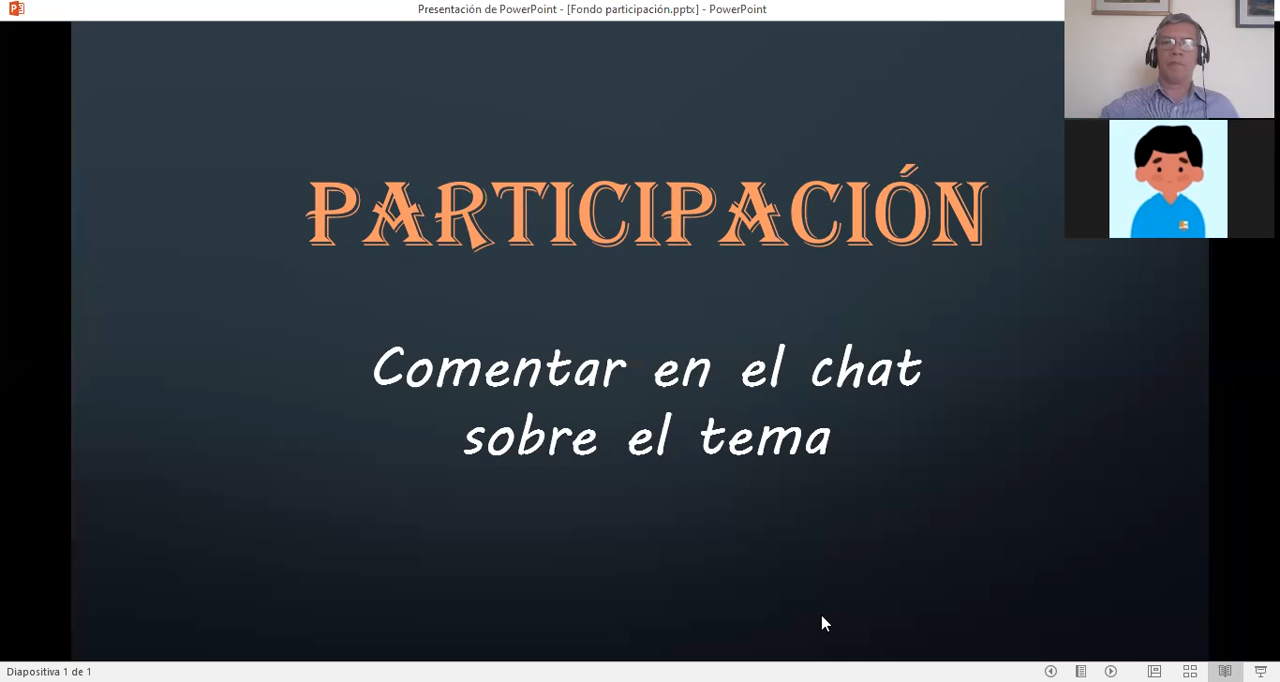 Presentación de PowerPoint - [Fondo participación.pptx] - PowerPoint
PARTICIPACIÓN
Comentar en el chat
sobre el tema
Diapositiva 1 de 1